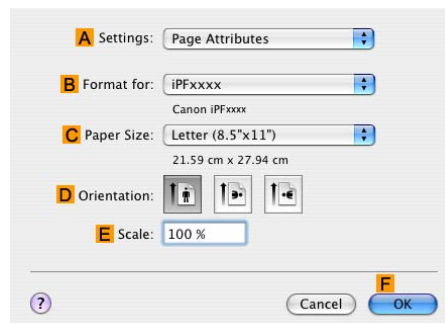 A Settings: Page Attributes
B Format for: iPFxxxx
Canon iPFxxxx
C Paper Size: Letter (8.5"x11")
21.59 cm x 27.94 cm
D Orientation:
E Scale: 100 %
F
? Cancel OK